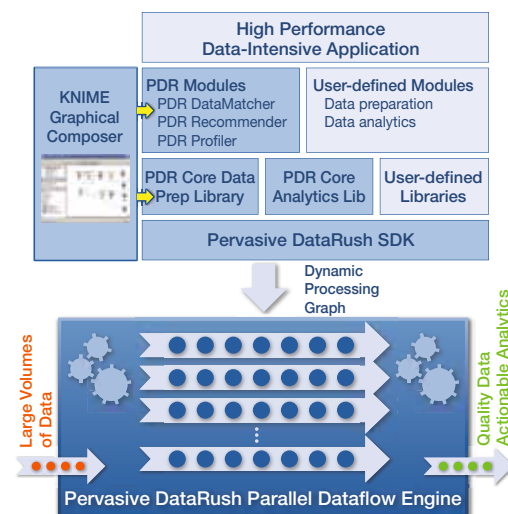 High Performance
Data-Intensive Application
KNIME
Graphical
Composer
PDR Modules
PDR DataMatcher
PDR Recommender
PDR Profiler
User-defined Modules
Data preparation
Data analytics
PDR Core Data
Prep Library
PDR Core
Analytics Lib
User-defined
Libraries
Pervasive DataRush SDK
Dynamic
Processing
Graph
Large Volumes
of Data
Quality Data
Actionable Analytics
Pervasive DataRush Parallel Dataflow Engine